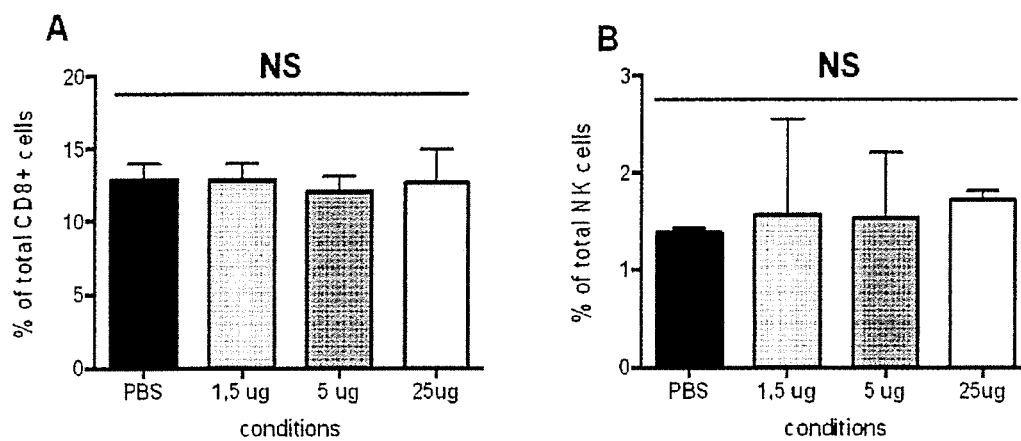 A
NS
20
15
10
5
0
% of total CD8+ cells
PBS 1,5 ug 5 ug 25ug
conditions
B
NS
3
2
1
0
% of total NK cells
PBS 1,5 ug 5 ug 25ug
conditions